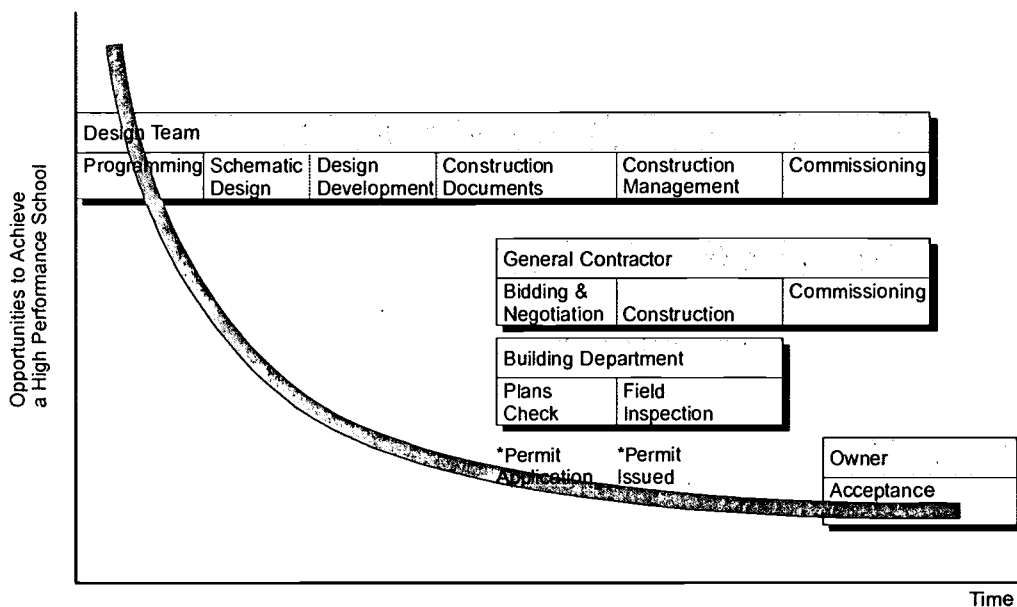 Opportunities to Achieve
a High Performance School
Design Team
Programming
Schematic
Design
Design
Development
Construction
Documents
Construction
Management
Commissioning
General Contractor
Bidding &
Negotiation
Construction
Commissioning
Building Department
Plans
Check
Field
Inspection
*Permit
Application
*Permit
Issued
Owner
Acceptance
Time